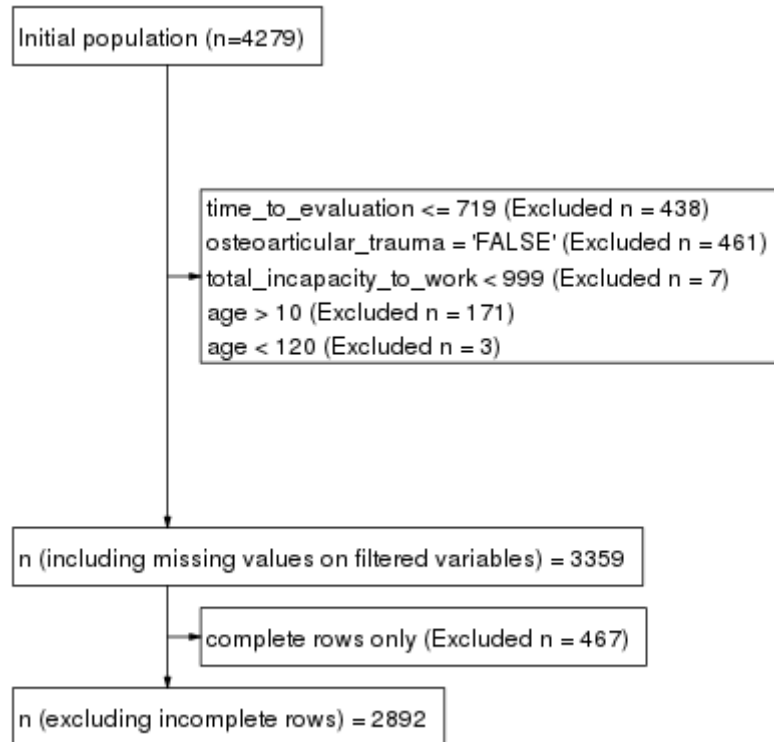 Initial population (n=4279)
time_to_evaluation <= 719 (Excluded n = 438)
osteoarticular_trauma = 'FALSE' (Excluded n = 461)
total_incapacity_to_work < 999 (Excluded n = 7)
age > 10 (Excluded n = 171)
age < 120 (Excluded n = 3)
n (including missing values on filtered variables) = 3359
complete rows only (Excluded n = 467)
n (excluding incomplete rows) = 2892